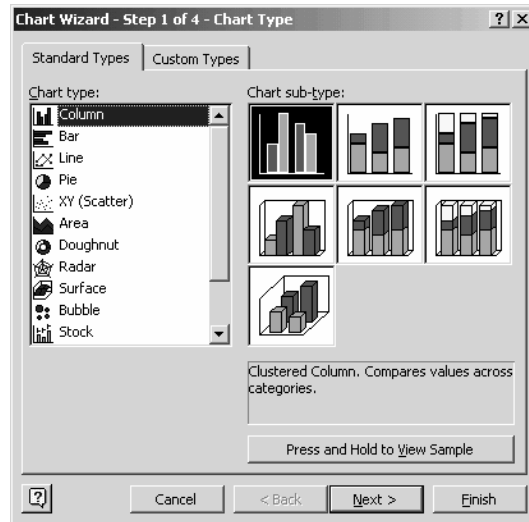 Chart Wizard - Step 1 of 4 - Chart Type
Standard Types
Custom Types
Chart type:
Column
Bar
Line
Pie
XY (Scatter)
Area
Doughnut
Radar
Surface
Bubble
Stock
Chart sub-type:
Clustered Column. Compares values across
categories.
Press and Hold to View Sample
Cancel
< Back
Next >
Finish